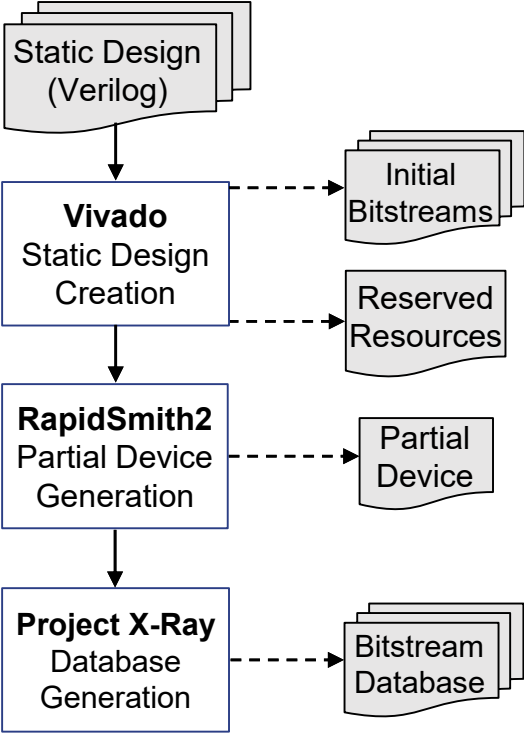 Static Design
(Verilog)
Vivado
Static Design
Creation
Initial
Bitstreams
Reserved
Resources
RapidSmith2
Partial Device
Generation
Partial
Device
Project X-Ray
Database
Generation
Bitstream
Database